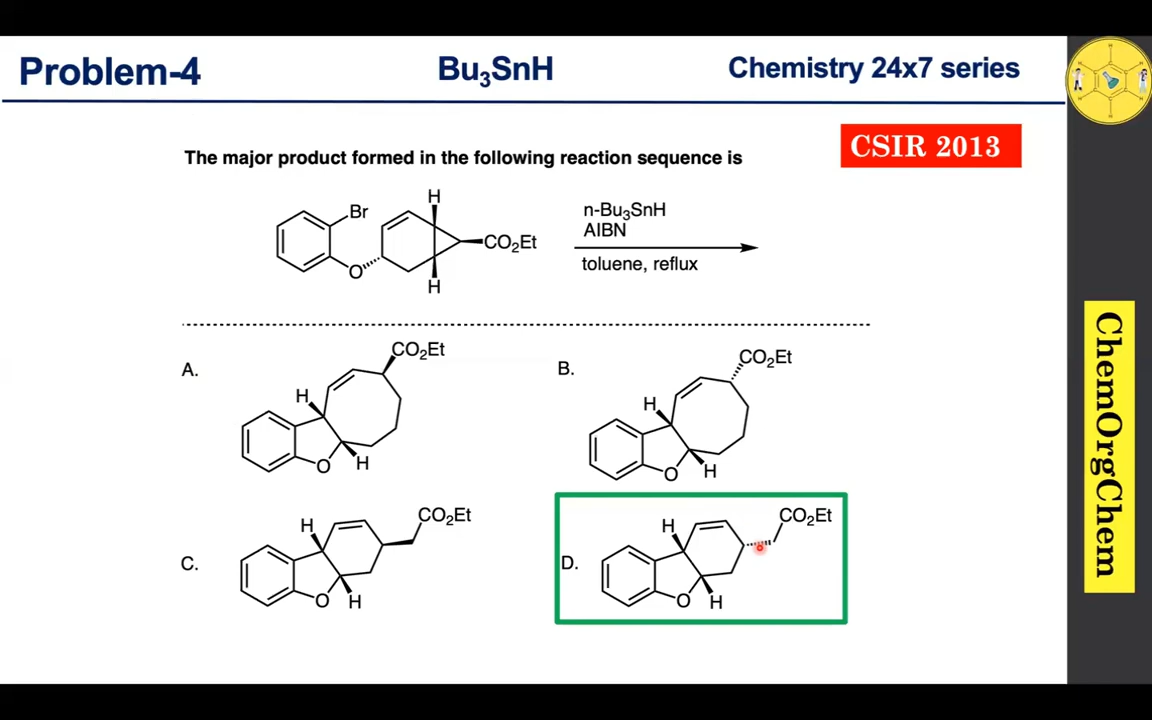 Problem-4
Bu₃SnH
Chemistry 24x7 series
CSIR 2013
The major product formed in the following reaction sequence is
H
Br
CO₂Et
O
H
n-Bu₃SnH
AIBN
toluene, reflux
A.
CO₂Et
H
O
H
B.
CO₂Et
H
O
H
C.
H
CO₂Et
O
H
D.
H
CO₂Et
O
H
ChemOrgChem